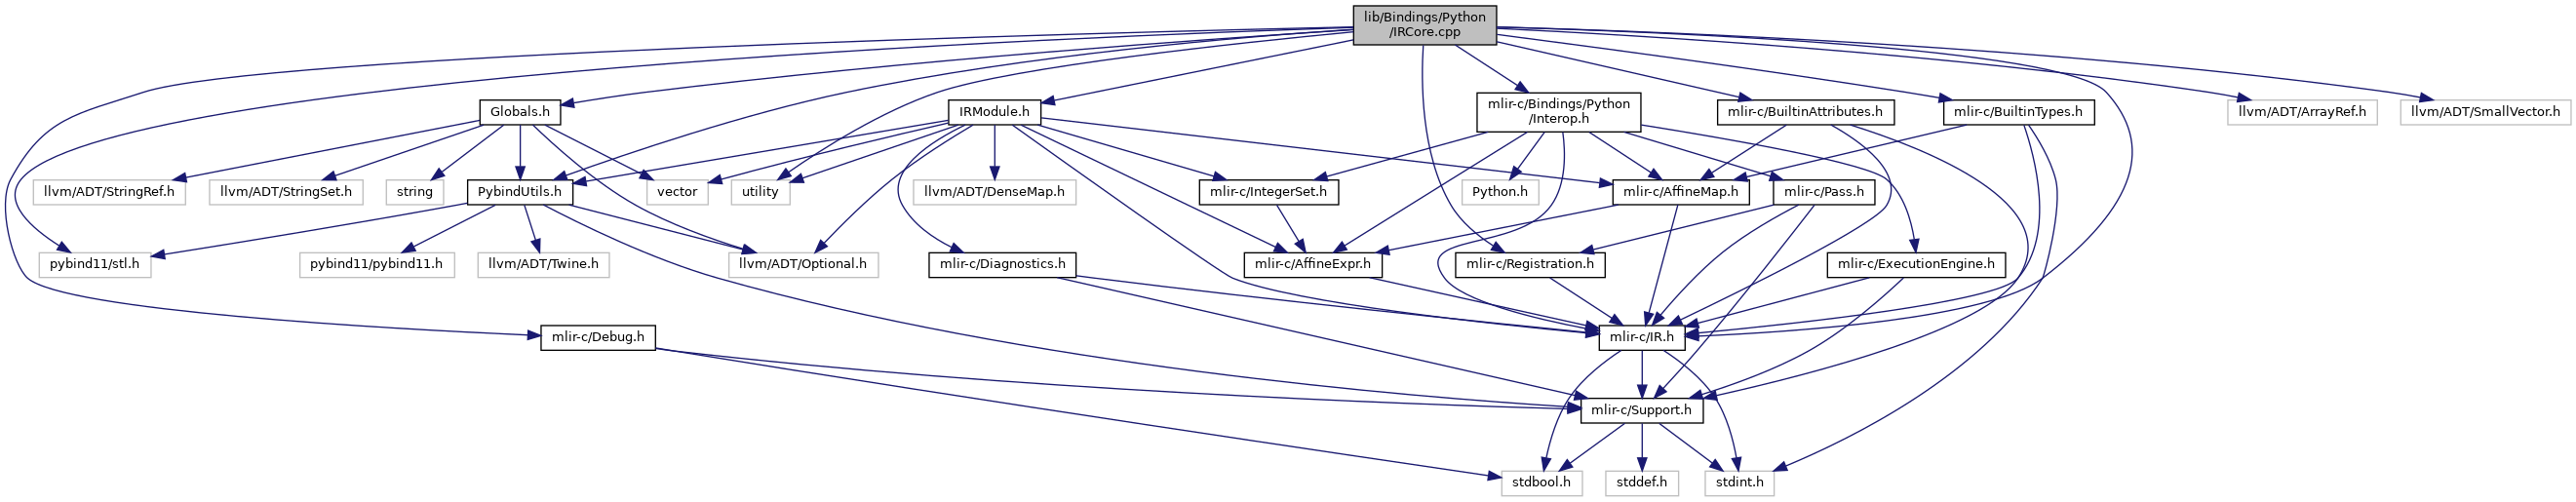 lib/Bindings/Python
/IRCore.cpp
Globals.h
IRModule.h
mlir-c/Bindings/Python
/Interop.h
mlir-c/BuiltinAttributes.h
mlir-c/BuiltinTypes.h
llvm/ADT/ArrayRef.h
llvm/ADT/SmallVector.h
llvm/ADT/StringRef.h
llvm/ADT/StringSet.h
string
PybindUtils.h
vector
utility
llvm/ADT/DenseMap.h
mlir-c/IntegerSet.h
Python.h
mlir-c/AffineMap.h
mlir-c/Pass.h
pybind11/stl.h
pybind11/pybind11.h
llvm/ADT/Twine.h
llvm/ADT/Optional.h
mlir-c/Diagnostics.h
mlir-c/AffineExpr.h
mlir-c/Registration.h
mlir-c/ExecutionEngine.h
mlir-c/Debug.h
mlir-c/IR.h
mlir-c/Support.h
stdbool.h
stddef.h
stdint.h